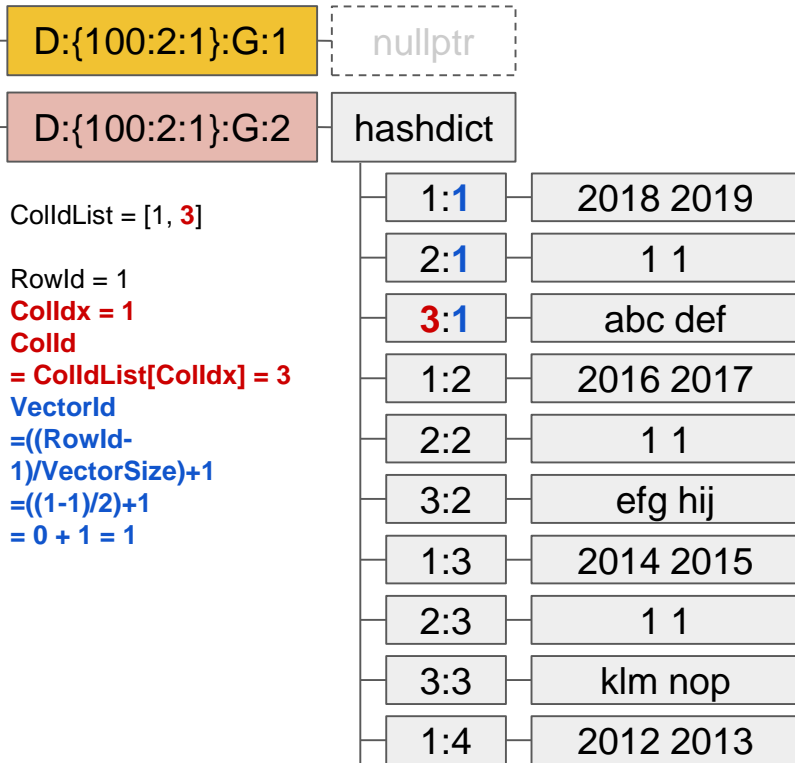 D:{100:2:1}:G:1 nullptr
D:{100:2:1}:G:2 hashdict
ColIdList = [1, 3]
RowId = 1
ColIdx = 1
ColId
= ColIdList[ColIdx] = 3
VectorId
=((RowId-
1)/VectorSize)+1
=((1-1)/2)+1
= 0 + 1 = 1
1:1 2018 2019
2:1 1 1
3:1 abc def
1:2 2016 2017
2:2 1 1
3:2 efg hij
1:3 2014 2015
2:3 1 1
3:3 klm nop
1:4 2012 2013